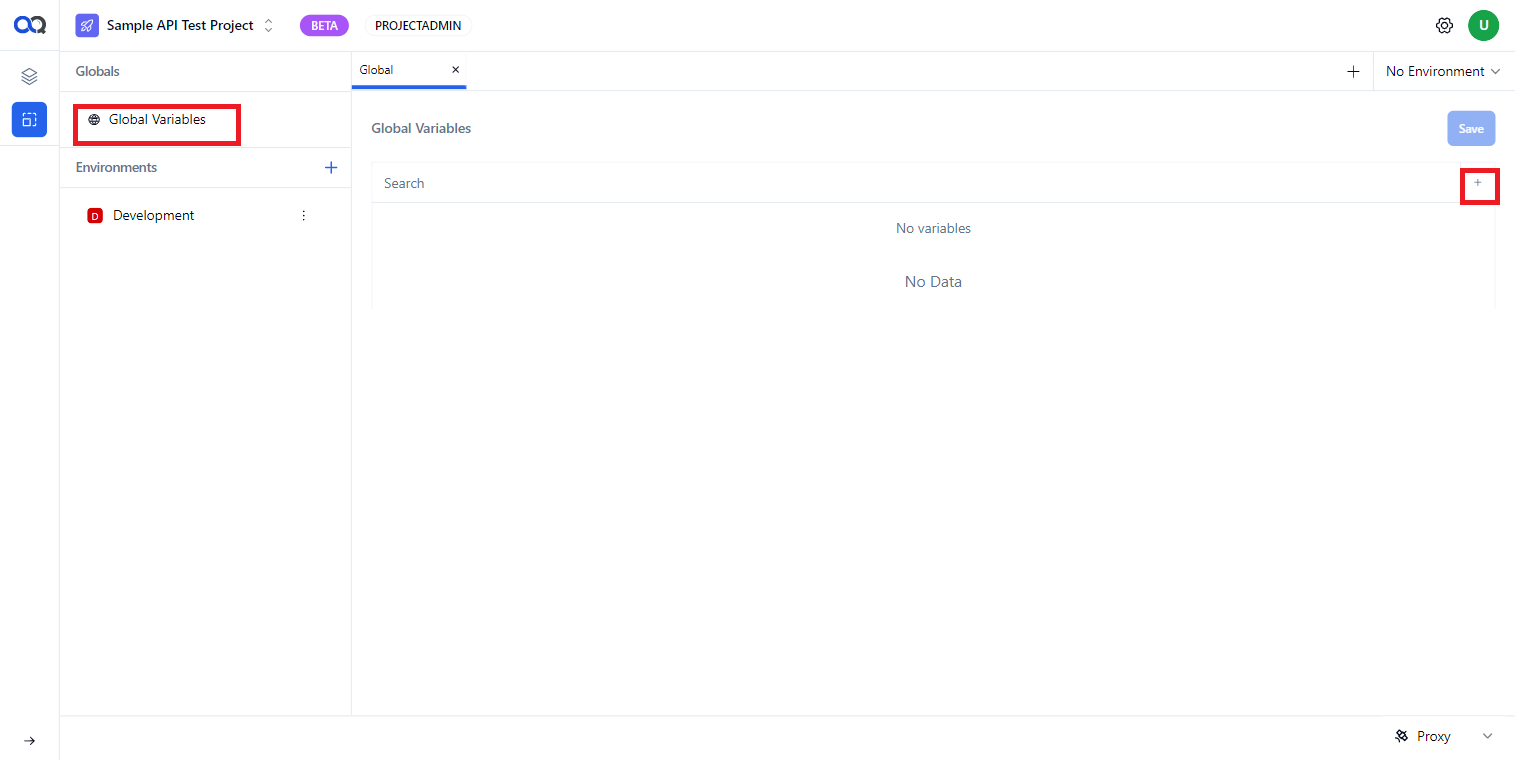 Sample API Test Project
BETA
PROJECTADMIN
U
Globals
Global
No Environment
Global Variables
Global Variables
Save
Environments
Search
D Development
No variables
No Data
Proxy